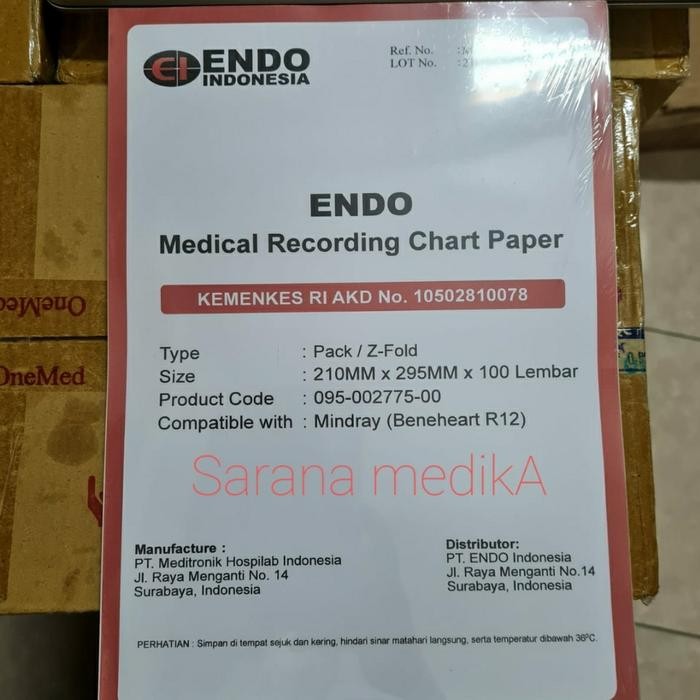 EI ENDO
INDONESIA
Ref. No. :
LOT No. :
ENDO
Medical Recording Chart Paper
KEMENKES RI AKD No. 10502810078
Type : Pack / Z-Fold
Size : 210MM x 295MM x 100 Lembar
Product Code : 095-002775-00
Compatible with : Mindray (Beneheart R12)
Sarana medikA
Manufacture :
PT. Meditronik Hospilab Indonesia
Jl. Raya Menganti No. 14
Surabaya, Indonesia
Distributor:
PT. ENDO Indonesia
Jl. Raya Menganti No.14
Surabaya, Indonesia
PERHATIAN : Simpan di tempat sejuk dan kering, hindari sinar matahari langsung, serta temperatur dibawah 36ºC.
OneMed
OneMed